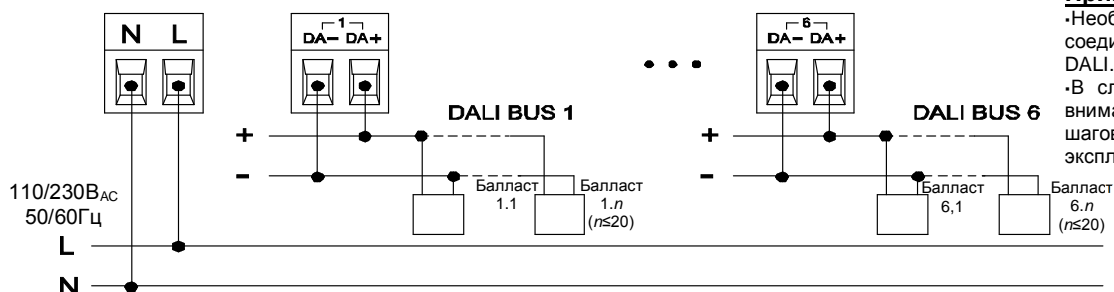 N L
1
DA– DA+
6
DA– DA+
·Необ
соеди
DALI.
·В сл
внима
шагов
экспл
DALI BUS 1
DALI BUS 6
+
–
+
–
Балласт
1.1
Балласт
1.n
(n≤20)
Балласт
6,1
Балласт
6.n
(n≤20)
110/230ВAC
50/60Гц
L
N